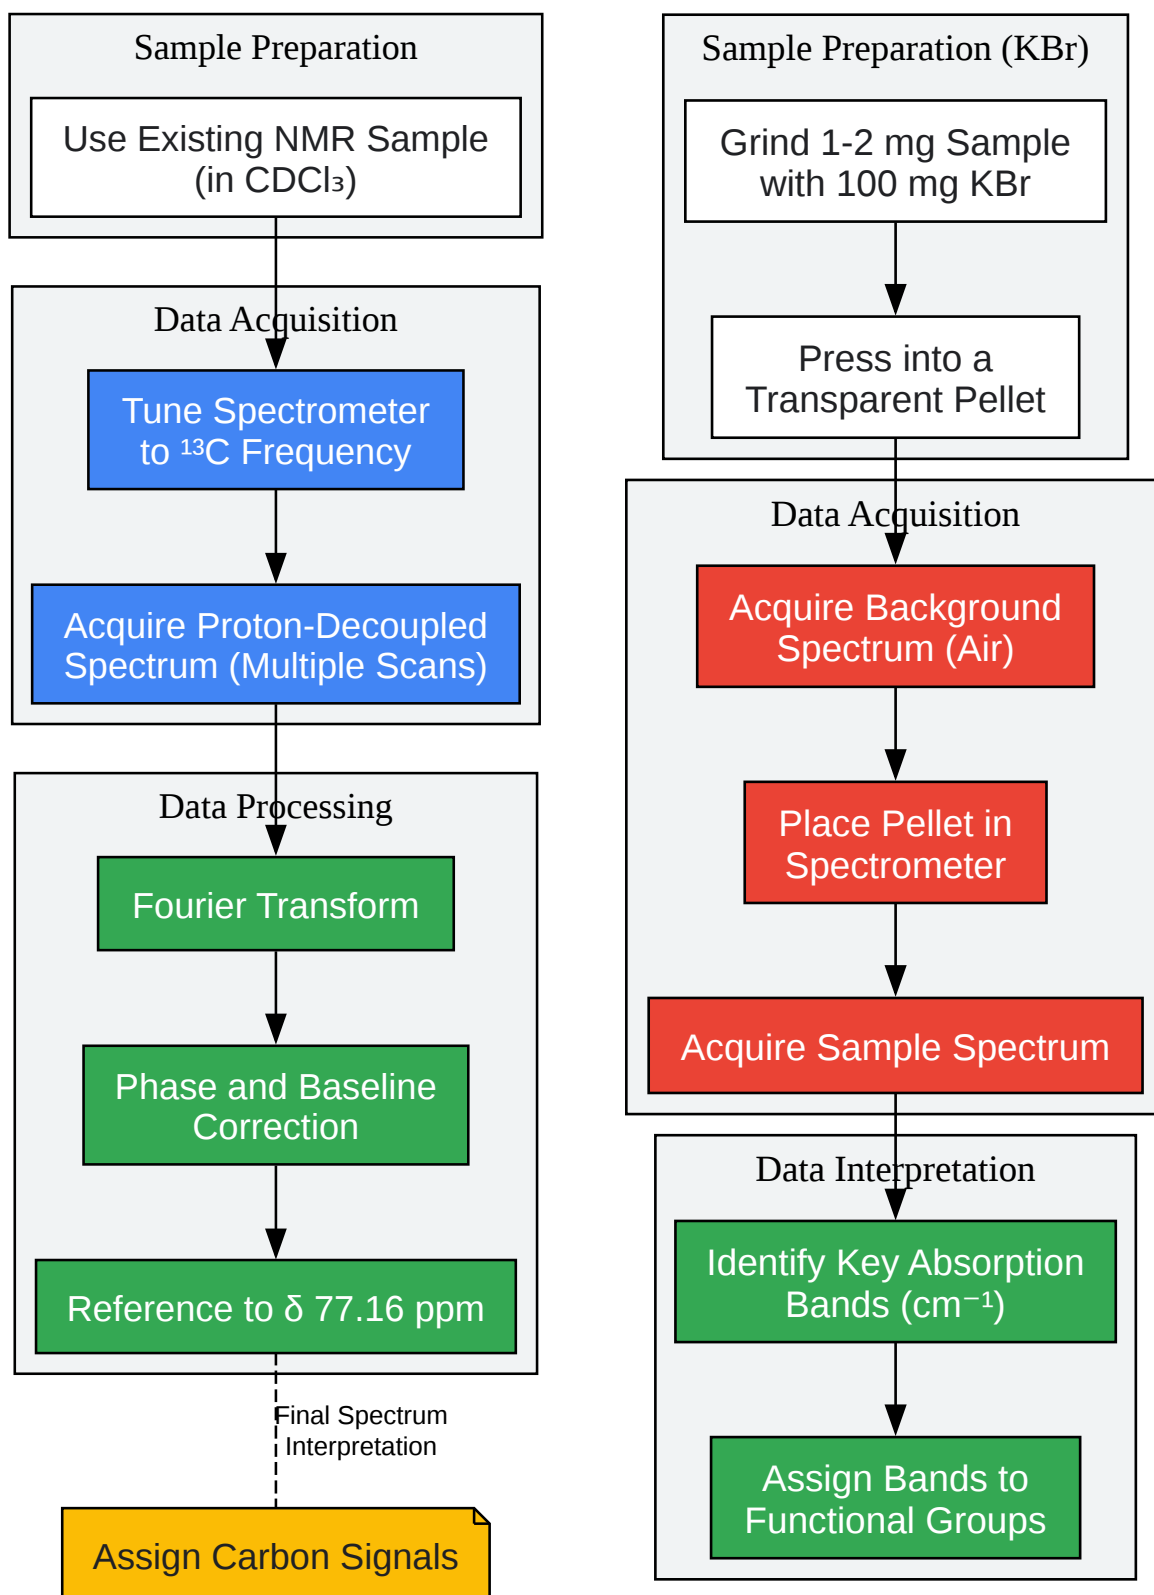 Sample Preparation
Use Existing NMR Sample
(in CDCl₃)
Data Acquisition
Tune Spectrometer
to ¹³C Frequency
Acquire Proton-Decoupled
Spectrum (Multiple Scans)
Data Processing
Fourier Transform
Phase and Baseline
Correction
Reference to δ 77.16 ppm
Final Spectrum
Interpretation
Assign Carbon Signals
Sample Preparation (KBr)
Grind 1-2 mg Sample
with 100 mg KBr
Press into a
Transparent Pellet
Data Acquisition
Acquire Background
Spectrum (Air)
Place Pellet in
Spectrometer
Acquire Sample Spectrum
Data Interpretation
Identify Key Absorption
Bands (cm⁻¹)
Assign Bands to
Functional Groups